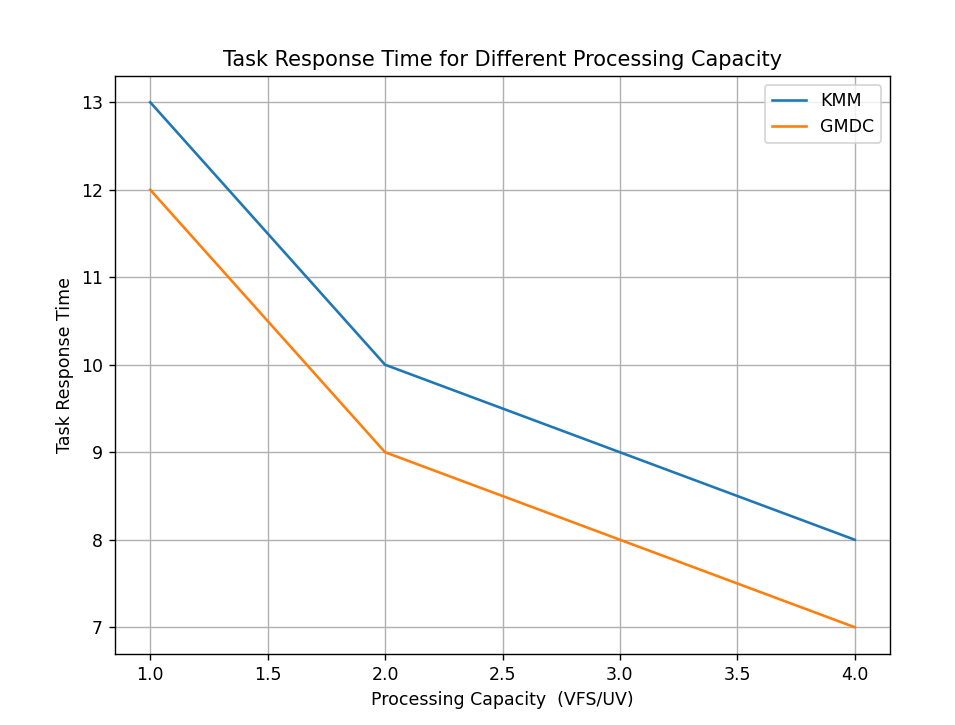 Task Response Time for Different Processing Capacity
KMM
GMDC
Task Response Time
13
12
11
10
9
8
7
1.0 1.5 2.0 2.5 3.0 3.5 4.0
Processing Capacity  (VFS/UV)